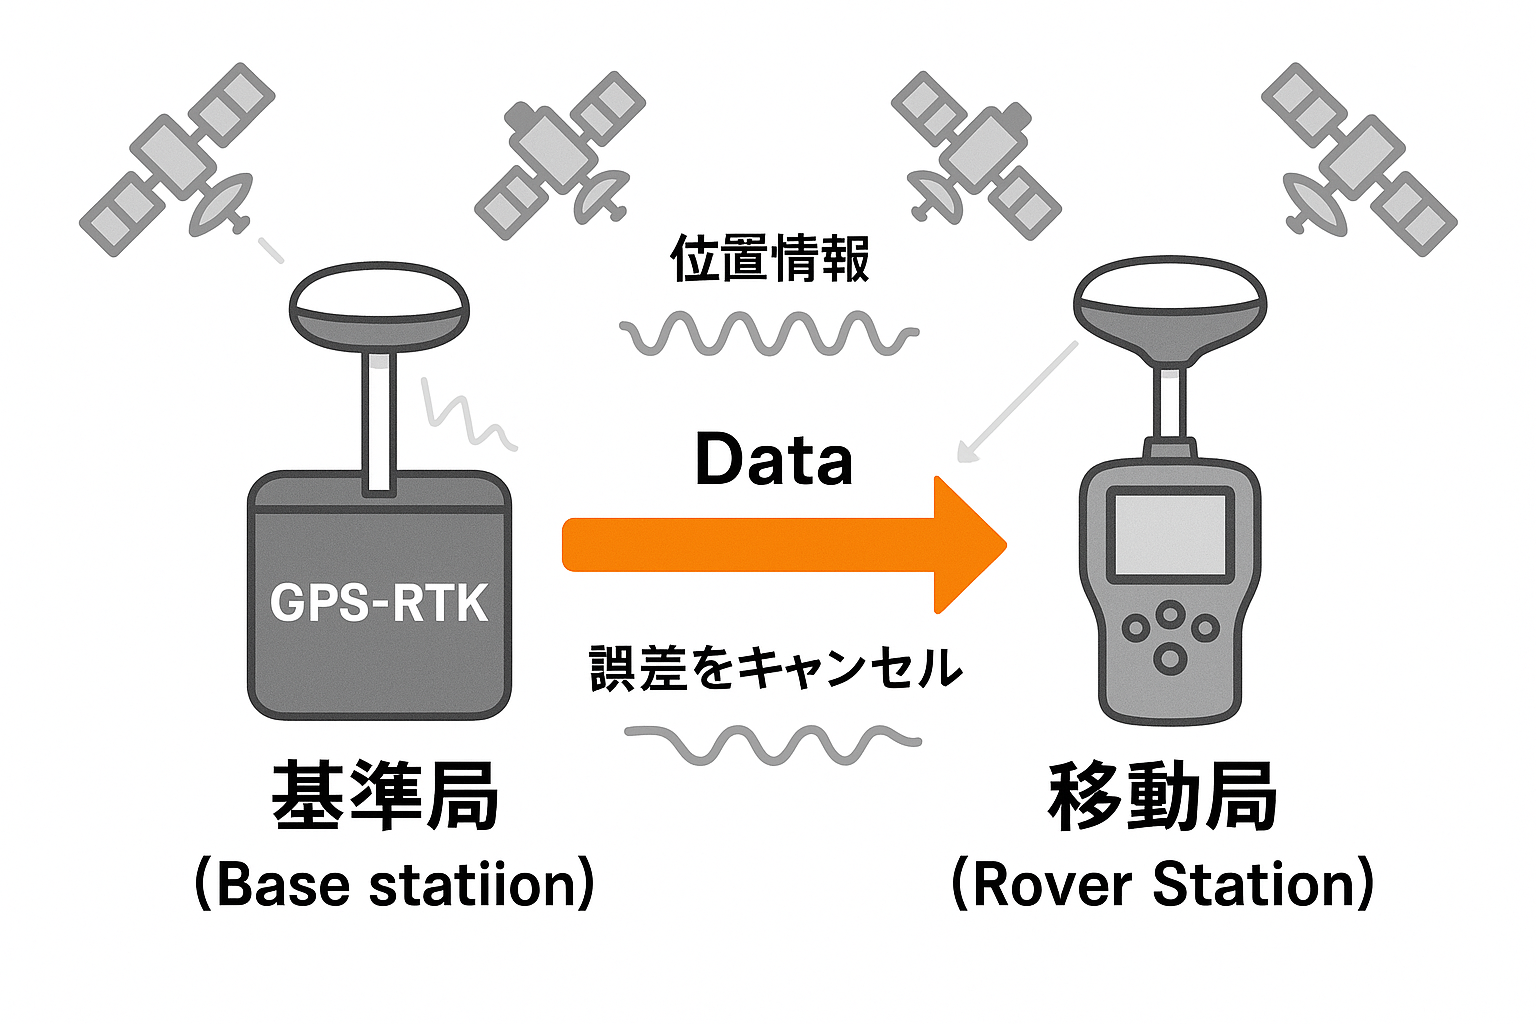 位置情報
Data
GPS-RTK
誤差をキャンセル
基準局
(Base statiion)
移動局
(Rover Station)